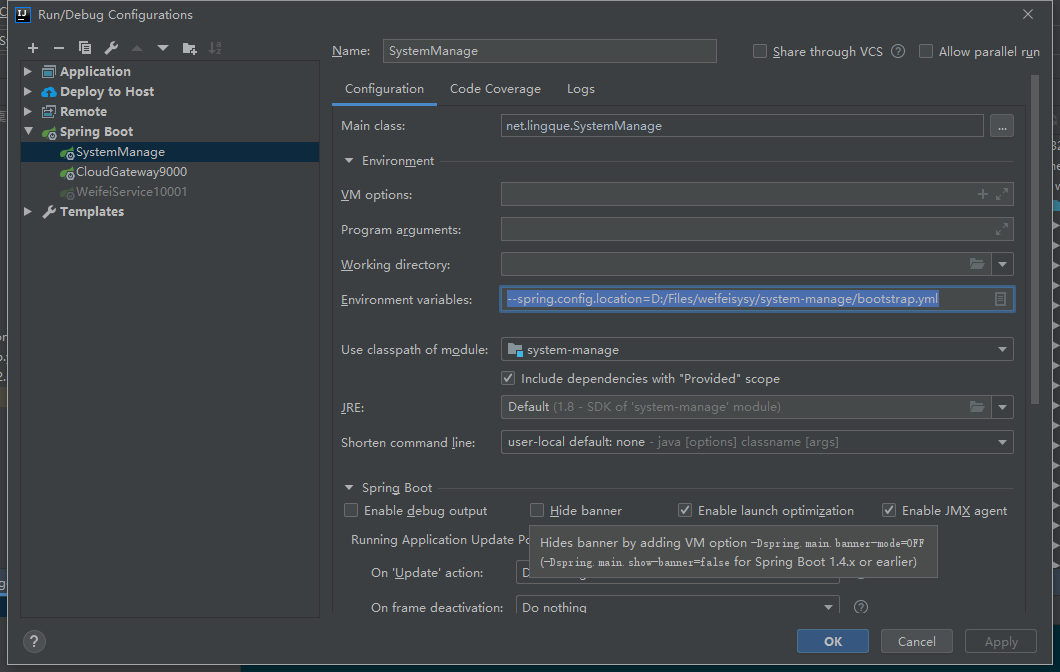 Run/Debug Configurations
Application
Deploy to Host
Remote
Spring Boot
SystemManage
CloudGateway9000
WeifeiService10001
Templates
Name: SystemManage
Share through VCS
Allow parallel run
Configuration Code Coverage Logs
Main class: net.lingque.SystemManage ...
Environment
VM options:
Program arguments:
Working directory:
Environment variables: --spring.config.location=D:/Files/weifeisysy/system-manage/bootstrap.yml
Use classpath of module: system-manage
Include dependencies with "Provided" scope
JRE: Default (1.8 - SDK of 'system-manage' module)
Shorten command line: user-local default: none - java [options] classname [args]
Spring Boot
Enable debug output Hide banner Enable launch optimization Enable JMX agent
Running Application Update Po
Hides banner by adding VM option -Dspring.main.banner-mode=OFF
(-Dspring.main.show-banner=false for Spring Boot 1.4.x or earlier)
On 'Update' action:
On frame deactivation: Do nothing ?
? OK Cancel Apply